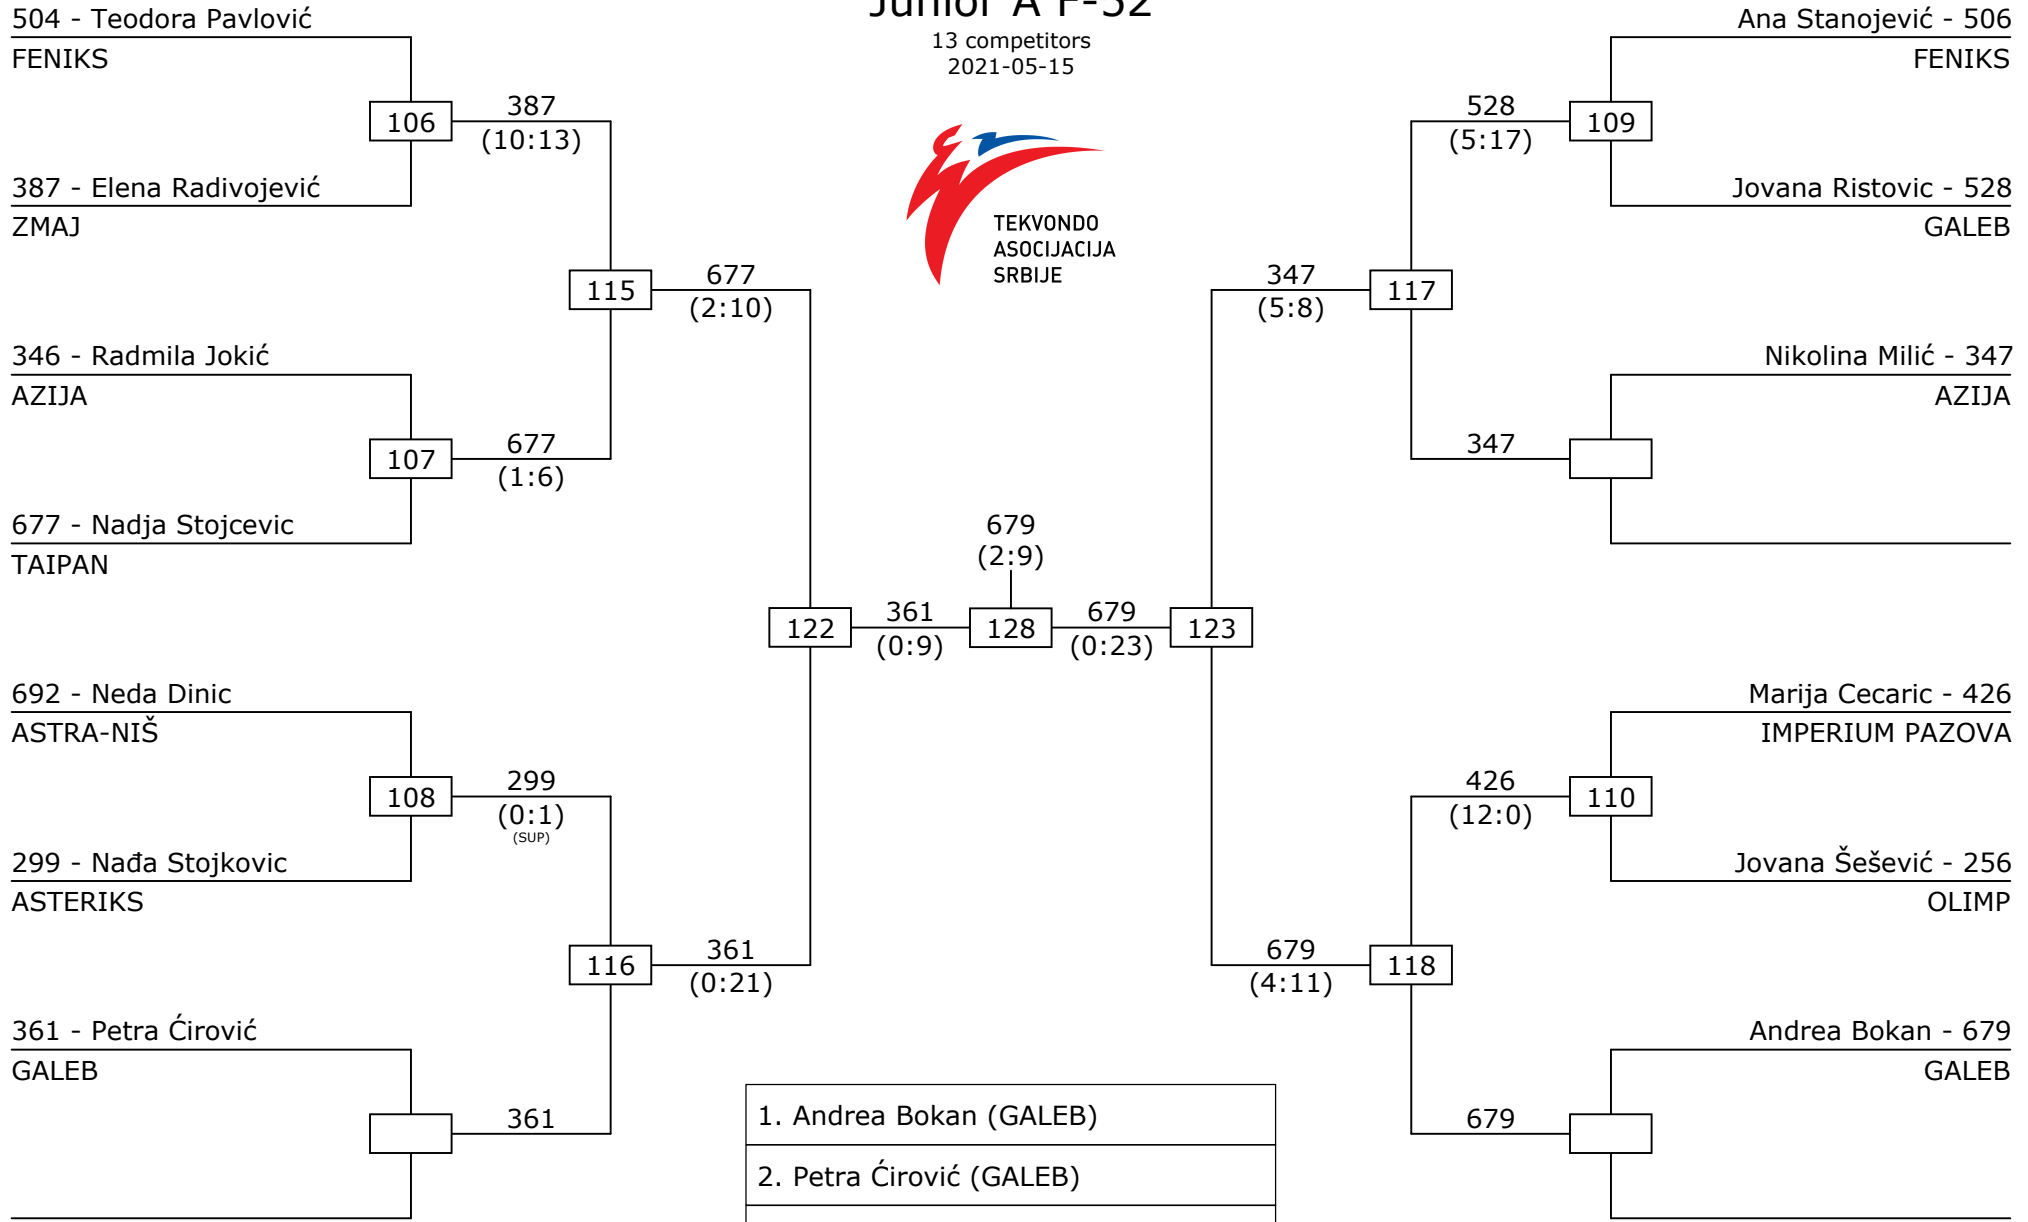 Junior A F-52
13 competitors
2021-05-15
TEKVONDO
ASOCIJACIJA
SRBIJE
504 - Teodora Pavlović
FENIKS
106
387
(10:13)
387 - Elena Radivojević
ZMAJ
115
677
(2:10)
346 - Radmila Jokić
AZIJA
107
677
(1:6)
677 - Nadja Stojcevic
TAIPAN
692 - Neda Dinic
ASTRA-NIŠ
108
299
(0:1)
(SUP)
299 - Nađa Stojkovic
ASTERIKS
116
361
(0:21)
361 - Petra Ćirović
GALEB
361
122
361
(0:9)
679
(2:9)
128
679
(0:23)
123
Ana Stanojević - 506
FENIKS
528
(5:17)
109
Jovana Ristovic - 528
GALEB
347
(5:8)
117
Nikolina Milić - 347
AZIJA
347
Marija Cecaric - 426
IMPERIUM PAZOVA
426
(12:0)
110
Jovana Šešević - 256
OLIMP
679
(4:11)
118
Andrea Bokan - 679
GALEB
679
1. Andrea Bokan (GALEB)
2. Petra Ćirović (GALEB)